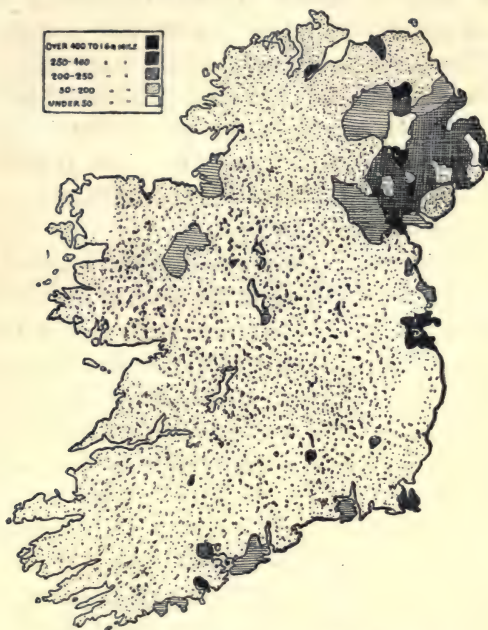 OVER 400 TO 1 SQ MILE
250-400 " "
200-250 " "
50-200 " "
UNDER 50 " "